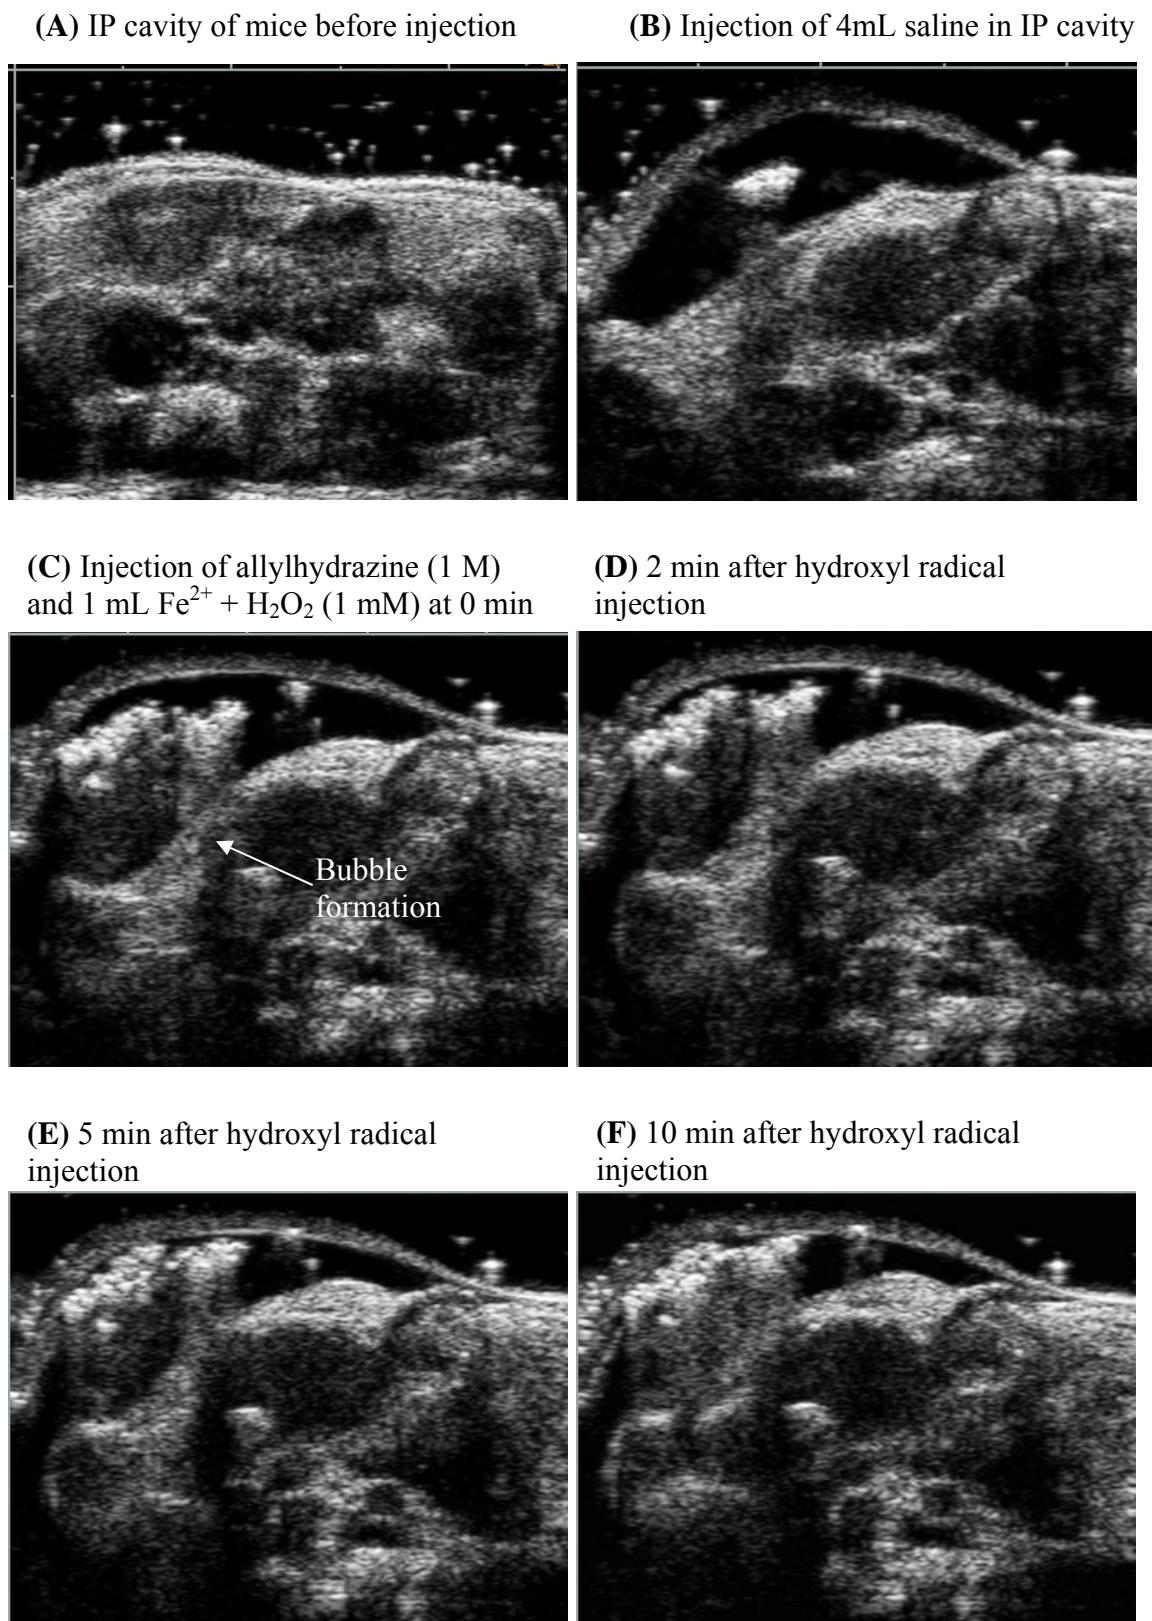 (A) IP cavity of mice before injection
(B) Injection of 4mL saline in IP cavity
(C) Injection of allylhydrazine (1 M)
and 1 mL Fe²⁺ + H₂O₂ (1 mM) at 0 min
(D) 2 min after hydroxyl radical
injection
Bubble
formation
(E) 5 min after hydroxyl radical
injection
(F) 10 min after hydroxyl radical
injection